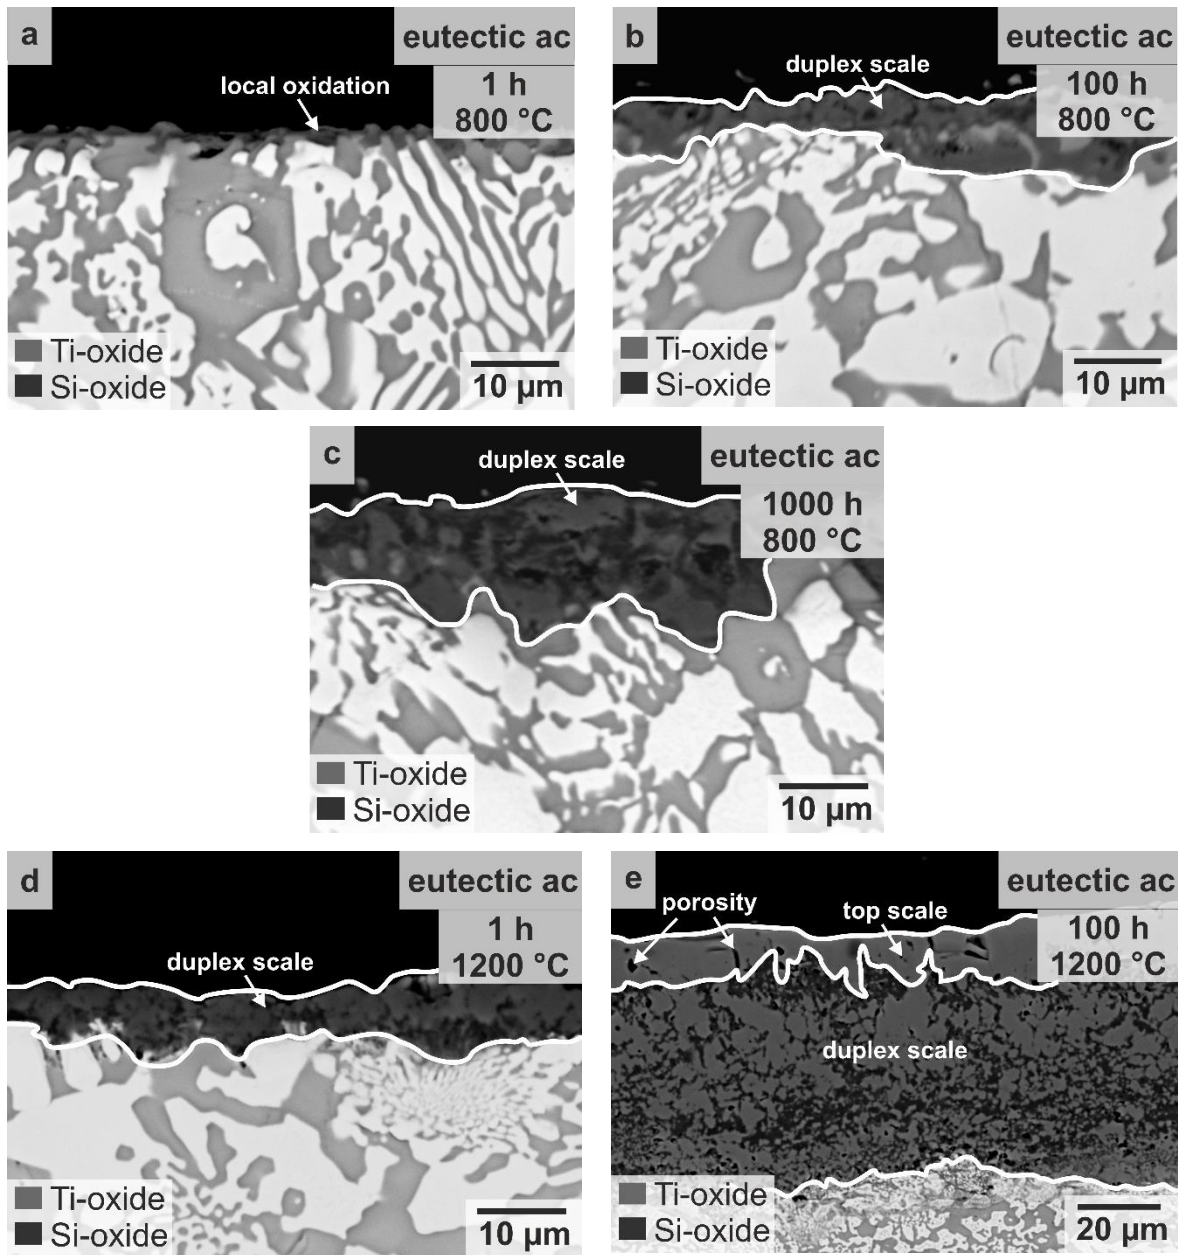 a
eutectic ac
1 h
800 °C
local oxidation
Ti-oxide
Si-oxide
10 µm
b
eutectic ac
100 h
800 °C
duplex scale
Ti-oxide
Si-oxide
10 µm
c
eutectic ac
1000 h
800 °C
duplex scale
Ti-oxide
Si-oxide
10 µm
d
eutectic ac
1 h
1200 °C
duplex scale
Ti-oxide
Si-oxide
10 µm
e
eutectic ac
100 h
1200 °C
porosity
top scale
duplex scale
Ti-oxide
Si-oxide
20 µm